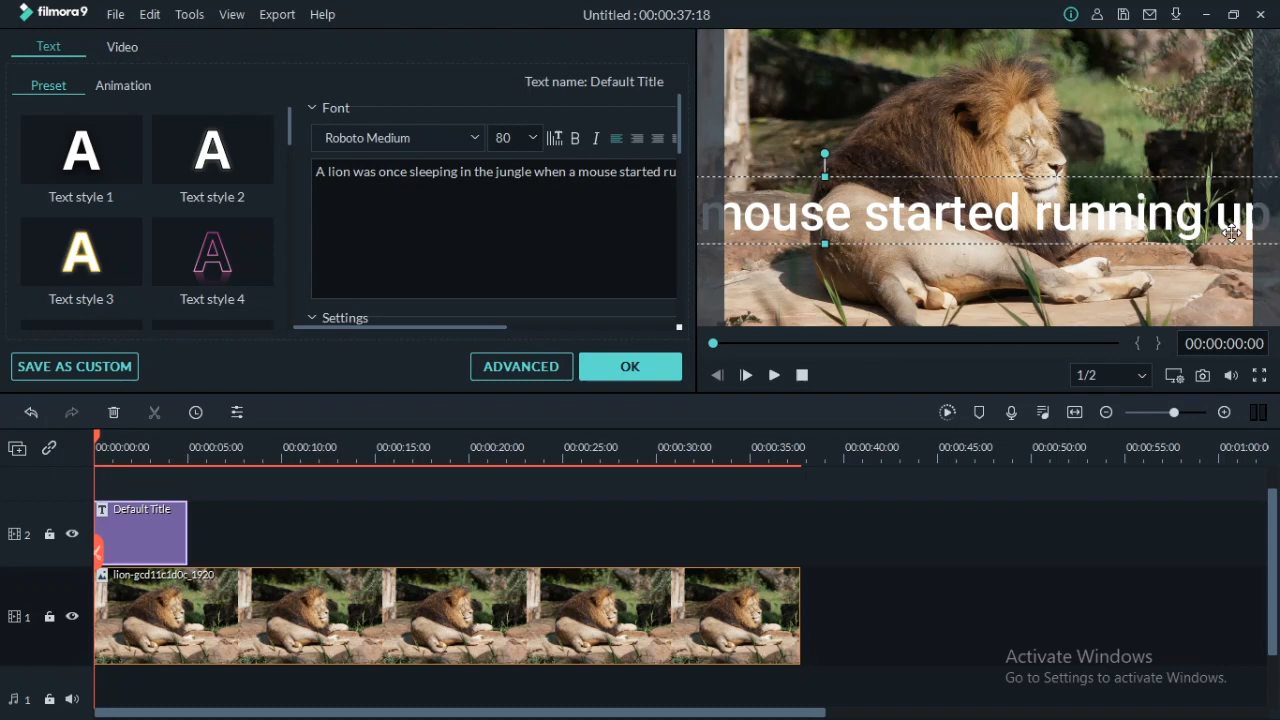 filmora9 File Edit Tools View Export Help Untitled : 00:00:37:18
Text Video
Preset Animation Text name: Default Title
Font
Roboto Medium 80 B I
A lion was once sleeping in the jungle when a mouse started ru
A A
Text style 1 Text style 2
A A
Text style 3 Text style 4
Settings
SAVE AS CUSTOM ADVANCED OK
mouse started running up
00:00:00:00
1/2
00:00:00:00 00:00:05:00 00:00:10:00 00:00:15:00 00:00:20:00 00:00:25:00 00:00:30:00 00:00:35:00 00:00:40:00 00:00:45:00 00:00:50:00 00:00:55:00 00:01:00:0
T Default Title
2
lion-gcd11c1d0c_1920
1
Activate Windows
Go to Settings to activate Windows.
1